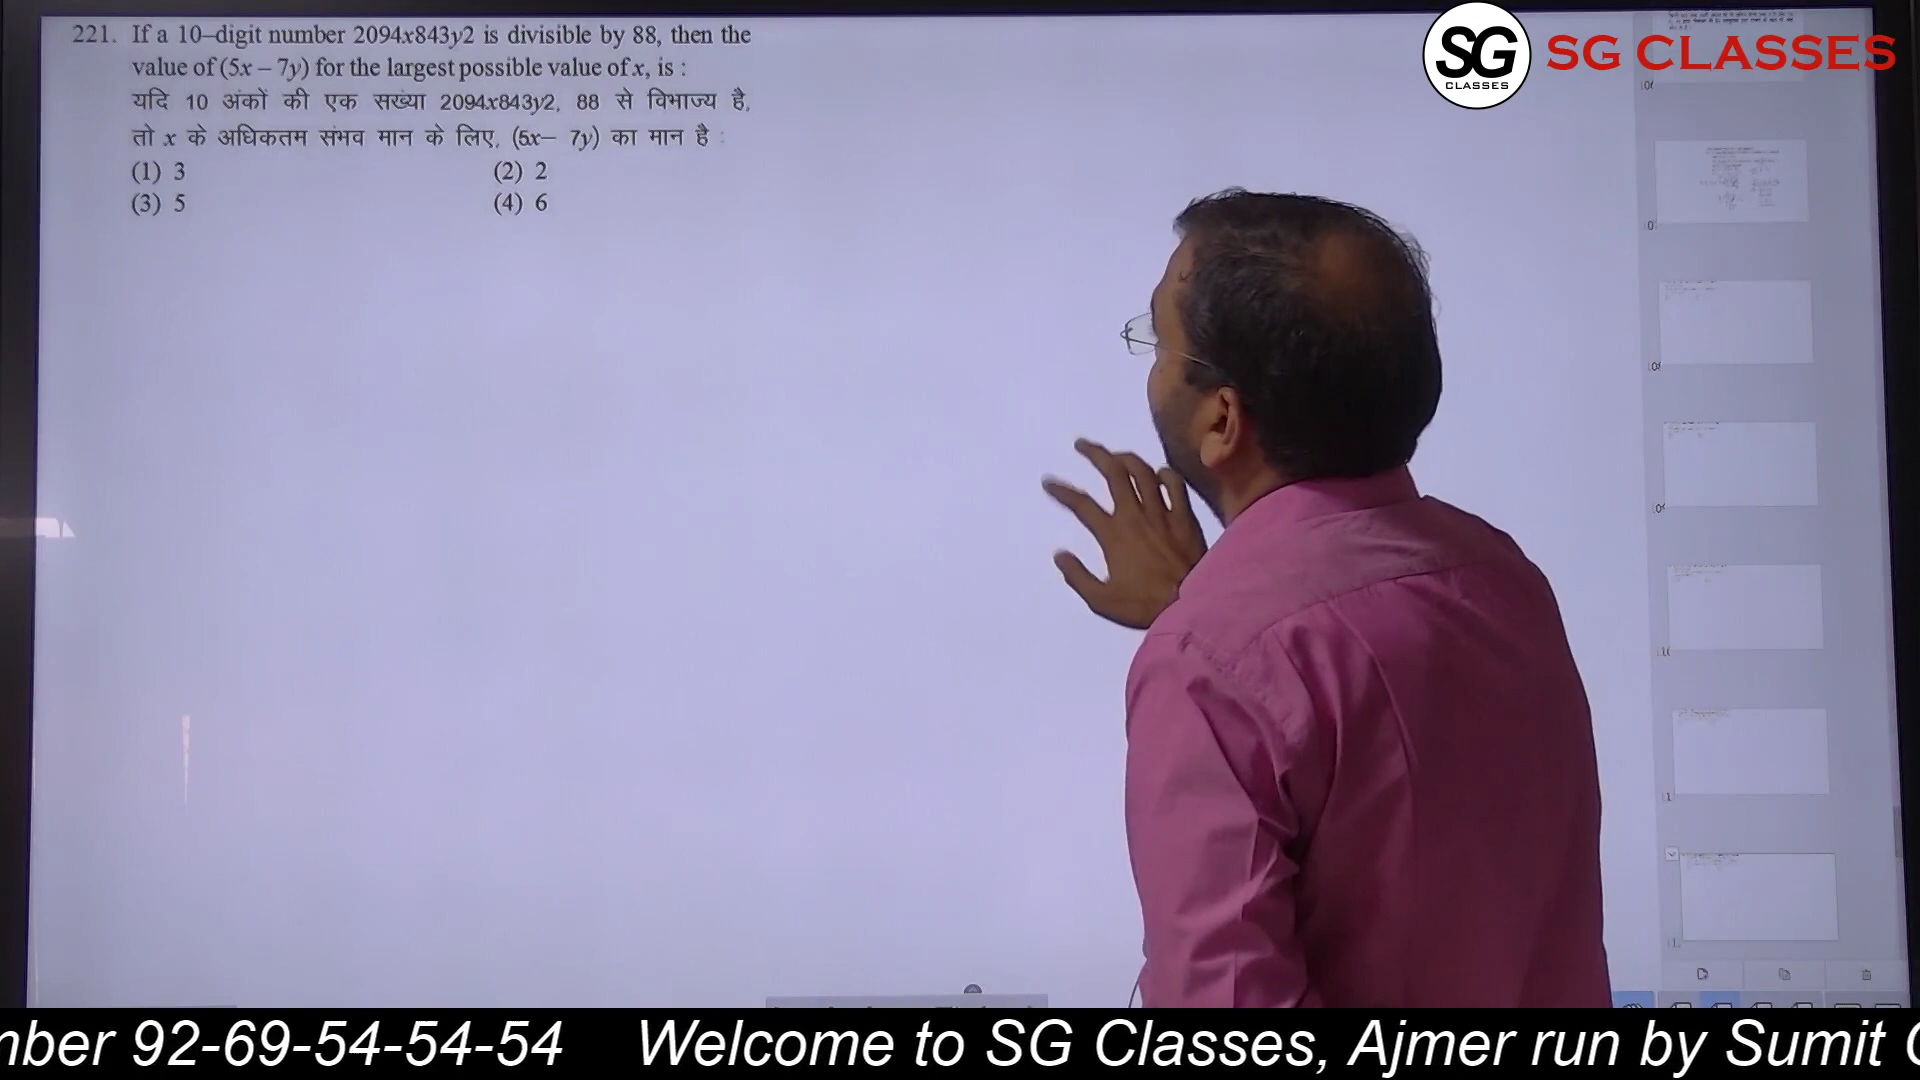 221. If a 10–digit number 2094x843y2 is divisible by 88, then the
value of (5x – 7y) for the largest possible value of x, is :
यदि 10 अंकों की एक सख्या 2094x843y2, 88 से विभाज्य है,
तो x के अधिकतम संभव मान के लिए, (5x– 7y) का मान है :
(1) 3 (2) 2
(3) 5 (4) 6
SG
CLASSES
SG CLASSES
mber 92-69-54-54-54 Welcome to SG Classes, Ajmer run by Sumit